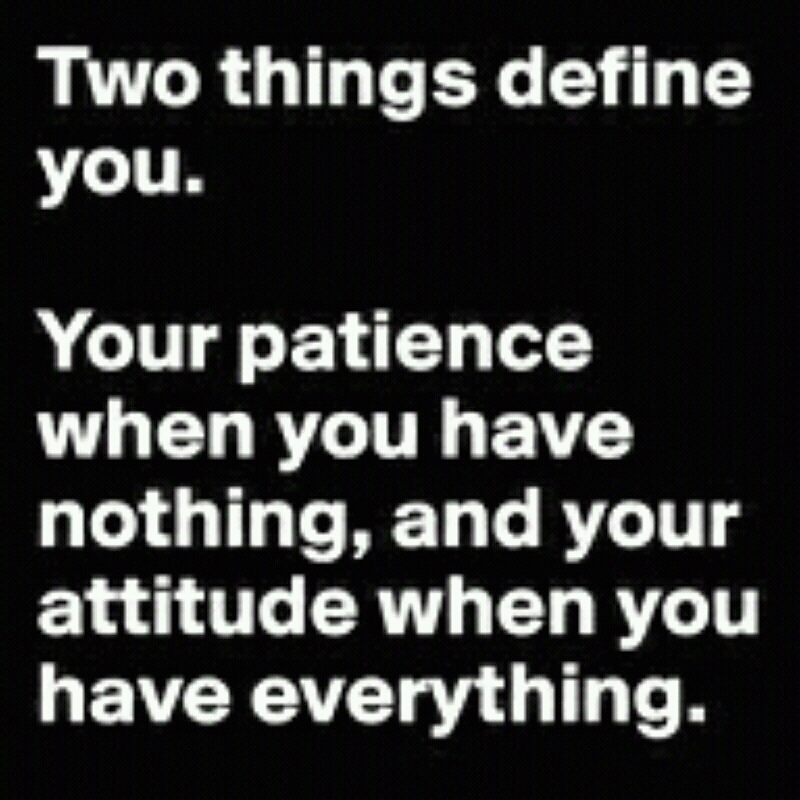 Two things define
you.
Your patience
when you have
nothing, and your
attitude when you
have everything.